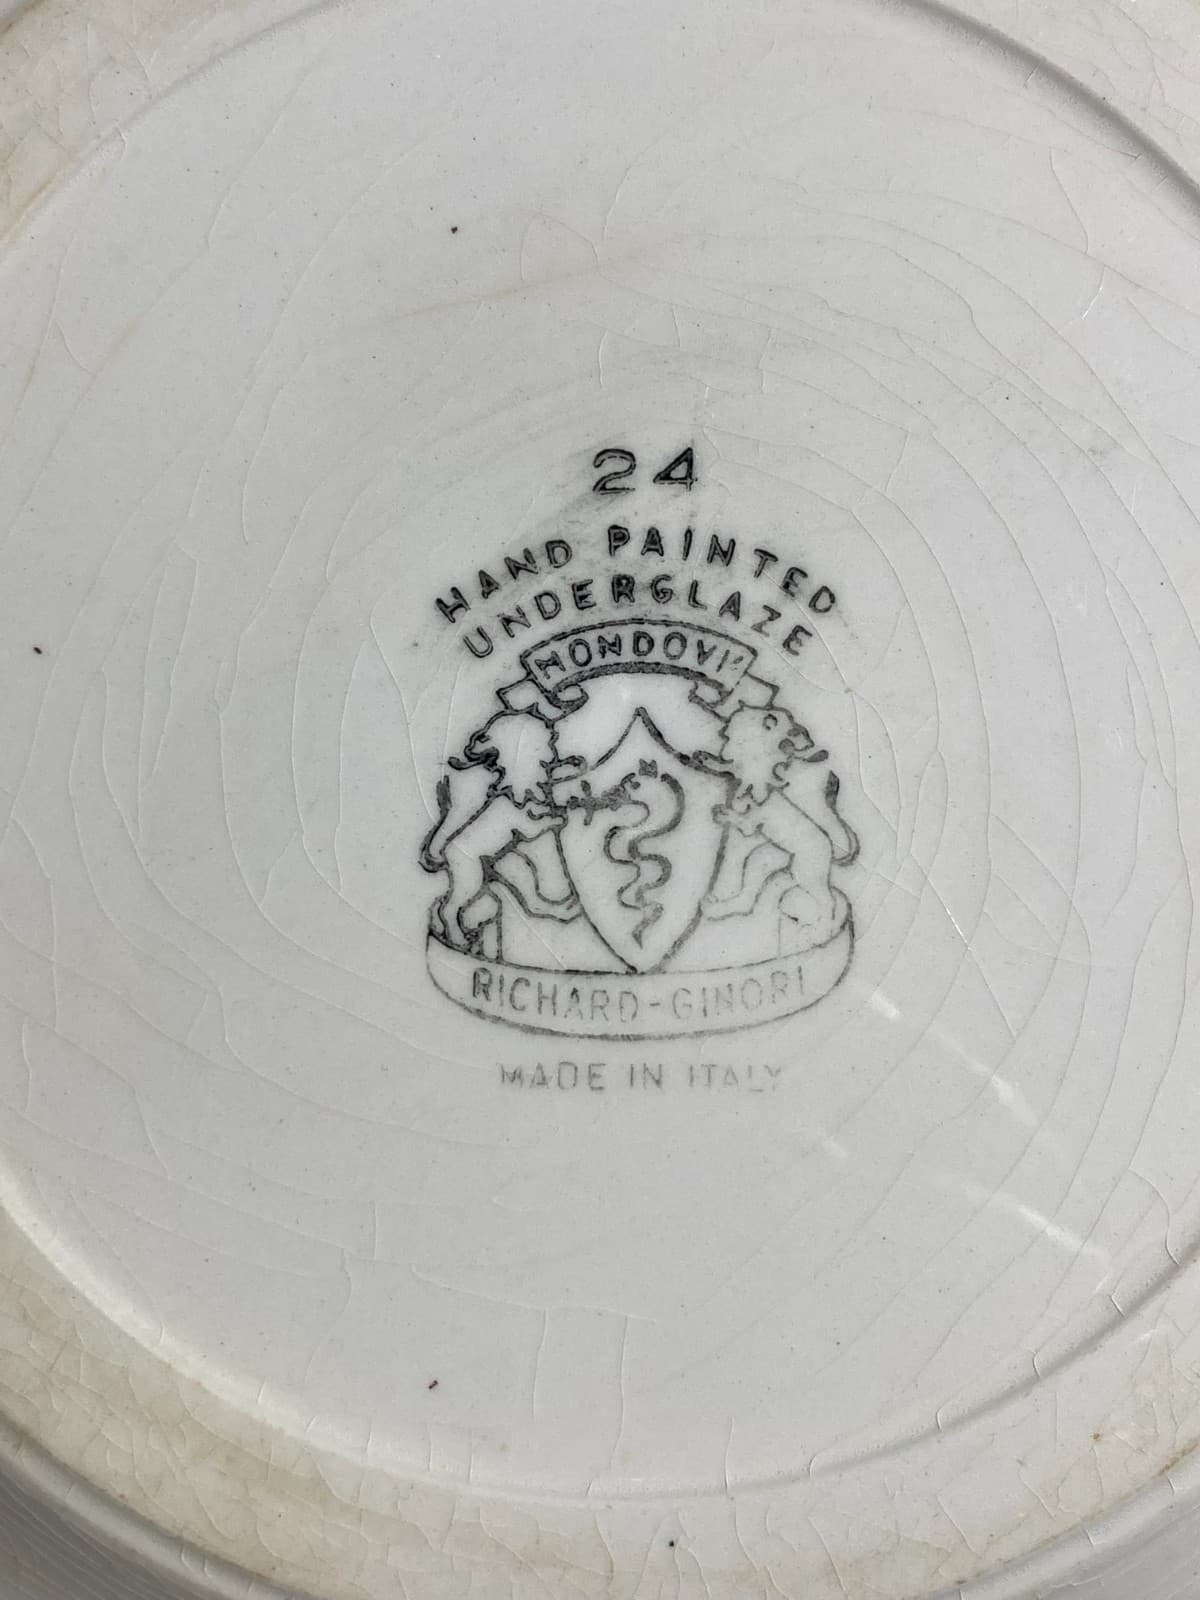 24
HAND PAINTED
UNDERGLAZE
MONDOVI'
RICHARD-GINORI
MADE IN ITALY